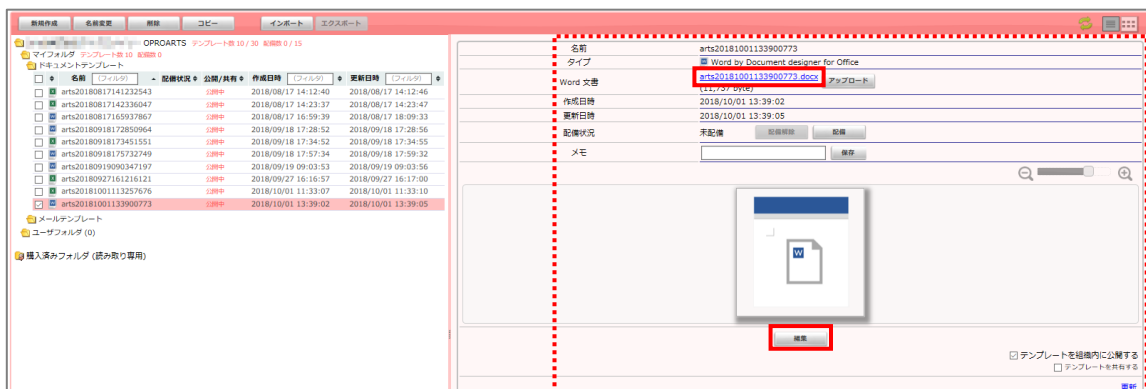 新規作成 名前変更 削除 コピー インポート エクスポート
OPROARTS テンプレート数 10 / 30 配備数 0 / 15
マイフォルダ テンプレート数 10 配備数 0
ドキュメントテンプレート
名前 (フィルタ) 配備状況 公開/共有 作成日時 (フィルタ) 更新日時 (フィルタ)
arts20180817141232543 公開中 2018/08/17 14:12:40 2018/08/17 14:12:46
arts20180817142336047 公開中 2018/08/17 14:23:37 2018/08/17 14:23:47
arts20180817165937867 公開中 2018/08/17 16:59:39 2018/08/17 18:09:33
arts20180918172850964 公開中 2018/09/18 17:28:52 2018/09/18 17:28:56
arts20180918173451551 公開中 2018/09/18 17:34:52 2018/09/18 17:34:55
arts20180918175732749 公開中 2018/09/18 17:57:34 2018/09/18 17:59:32
arts20180919090347197 公開中 2018/09/19 09:03:53 2018/09/19 09:03:56
arts20180927161216121 公開中 2018/09/27 16:16:57 2018/09/27 16:17:00
arts20181001113257676 公開中 2018/10/01 11:33:07 2018/10/01 11:33:10
arts20181001133900773 公開中 2018/10/01 13:39:02 2018/10/01 13:39:05
メールテンプレート
ユーザフォルダ (0)
購入済みフォルダ (読み取り専用)
名前 arts20181001133900773
タイプ Word by Document designer for Office
Word 文書 arts20181001133900773.docx アップロード
(11,737 byte)
作成日時 2018/10/01 13:39:02
更新日時 2018/10/01 13:39:05
配備状況 未配備 配備解除 配備
メモ 保存
編集
テンプレートを組織内に公開する
テンプレートを共有する
更新